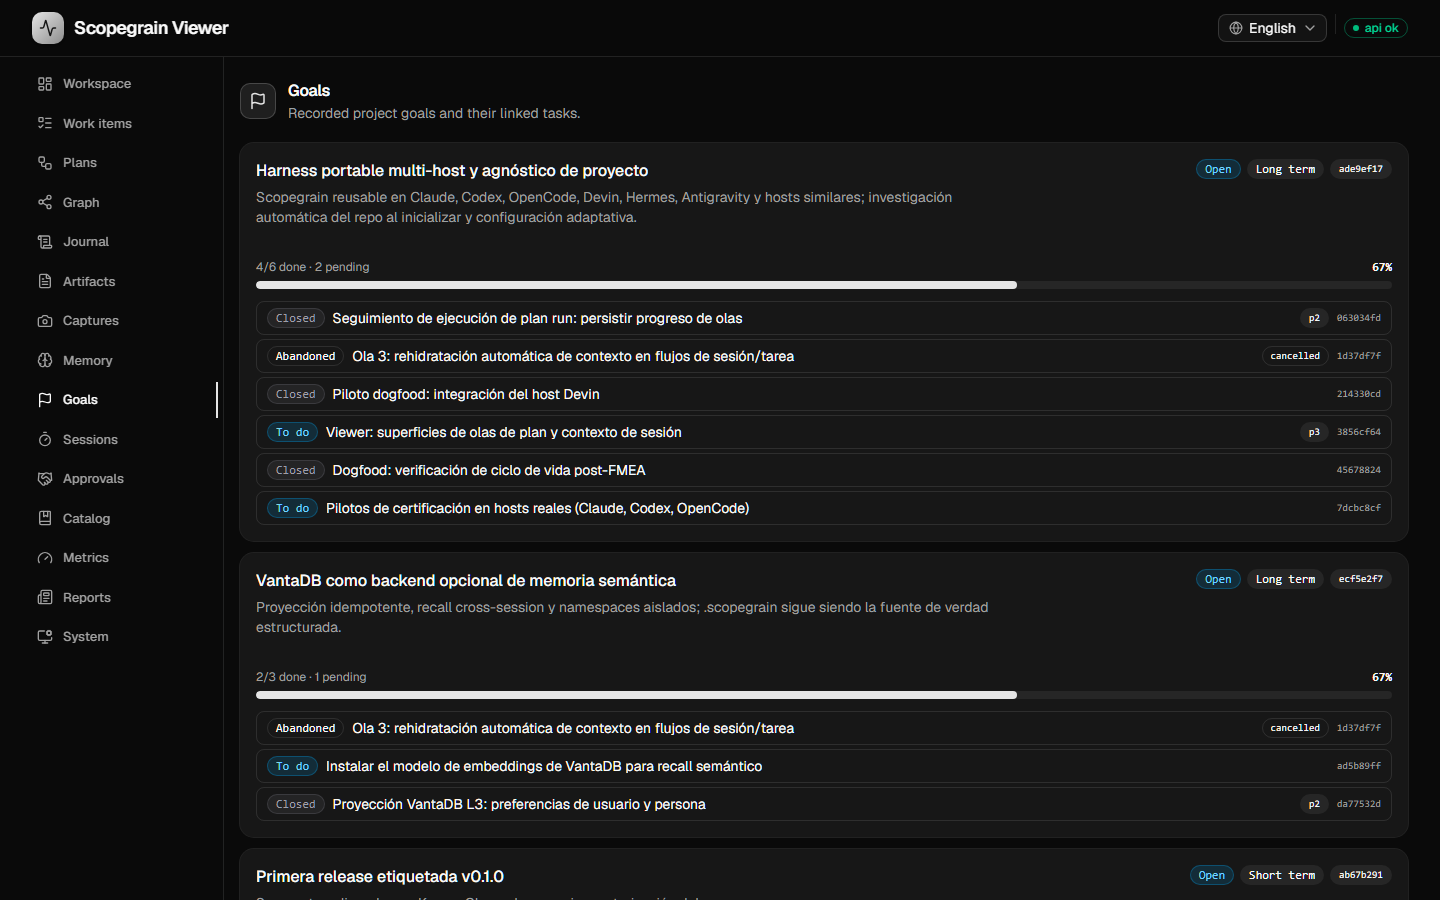 Scopegrain Viewer
English
api ok
Workspace
Work items
Plans
Graph
Journal
Artifacts
Captures
Memory
Goals
Sessions
Approvals
Catalog
Metrics
Reports
System
Goals
Recorded project goals and their linked tasks.
Harness portable multi-host y agnóstico de proyecto
Open Long term ade9ef17
Scopegrain reusable en Claude, Codex, OpenCode, Devin, Hermes, Antigravity y hosts similares; investigación
automática del repo al inicializar y configuración adaptativa.
4/6 done · 2 pending 67%
Closed Seguimiento de ejecución de plan run: persistir progreso de olas p2 063034fd
Abandoned Ola 3: rehidratación automática de contexto en flujos de sesión/tarea cancelled 1d37df7f
Closed Piloto dogfood: integración del host Devin 214330cd
To do Viewer: superficies de olas de plan y contexto de sesión p3 3856cf64
Closed Dogfood: verificación de ciclo de vida post-FMEA 45678824
To do Pilotos de certificación en hosts reales (Claude, Codex, OpenCode) 7dcbc8cf
VantaDB como backend opcional de memoria semántica
Open Long term ecf5e2f7
Proyección idempotente, recall cross-session y namespaces aislados; .scopegrain sigue siendo la fuente de verdad
estructurada.
2/3 done · 1 pending 67%
Abandoned Ola 3: rehidratación automática de contexto en flujos de sesión/tarea cancelled 1d37df7f
To do Instalar el modelo de embeddings de VantaDB para recall semántico ad5b89ff
Closed Proyección VantaDB L3: preferencias de usuario y persona p2 da77532d
Primera release etiquetada v0.1.0
Open Short term ab67b291